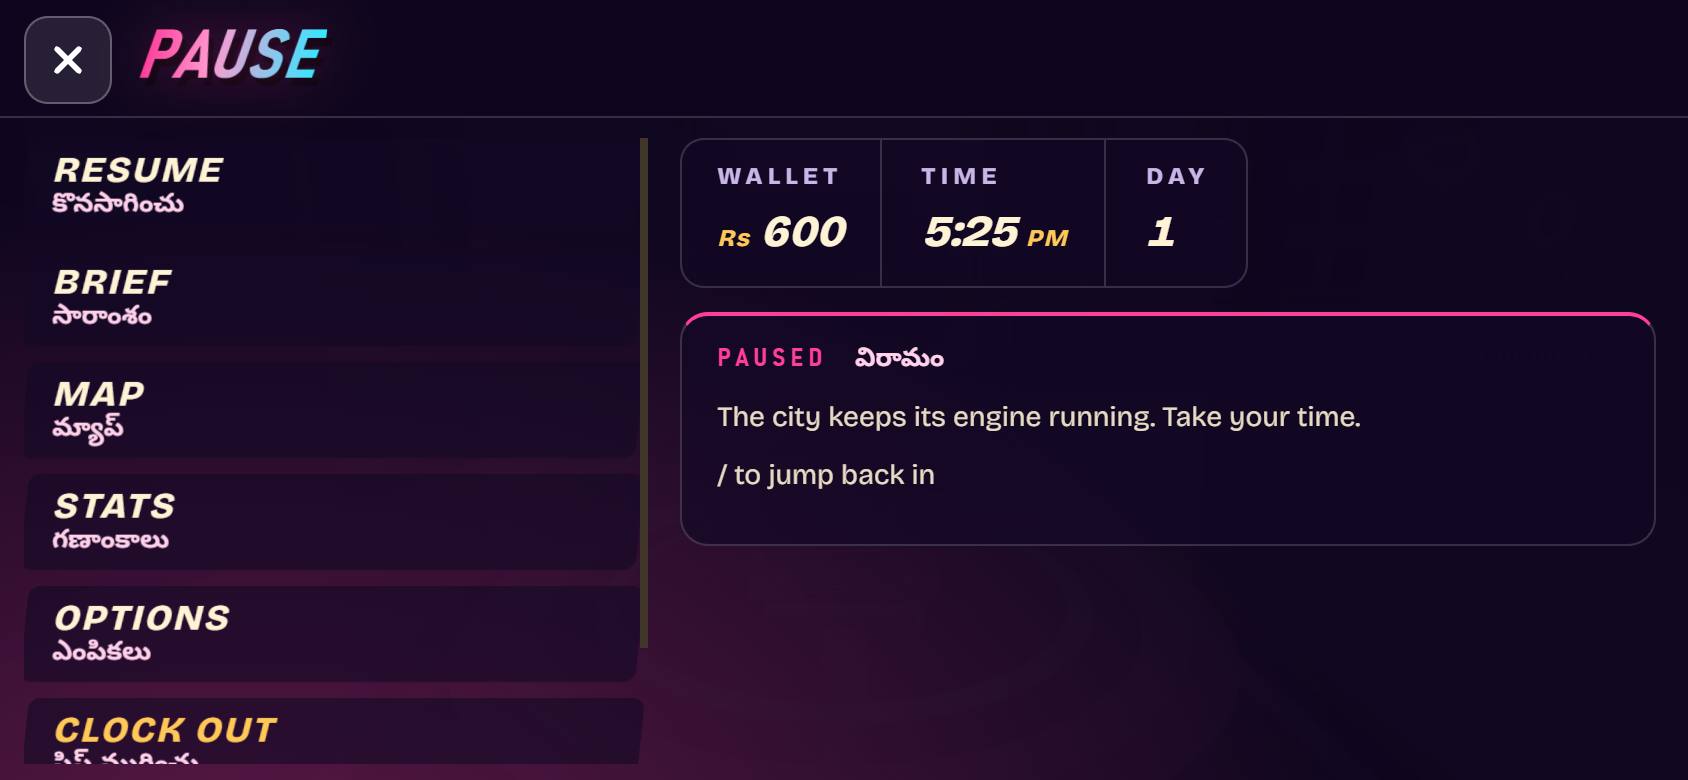 PAUSE
RESUME
కొనసాగించు
BRIEF
సారాంశం
MAP
మ్యాప్
STATS
గణాంకాలు
OPTIONS
ఎంపికలు
CLOCK OUT
WALLET
Rs 600
TIME
5:25 PM
DAY
1
PAUSED విరామం
The city keeps its engine running. Take your time.
/ to jump back in